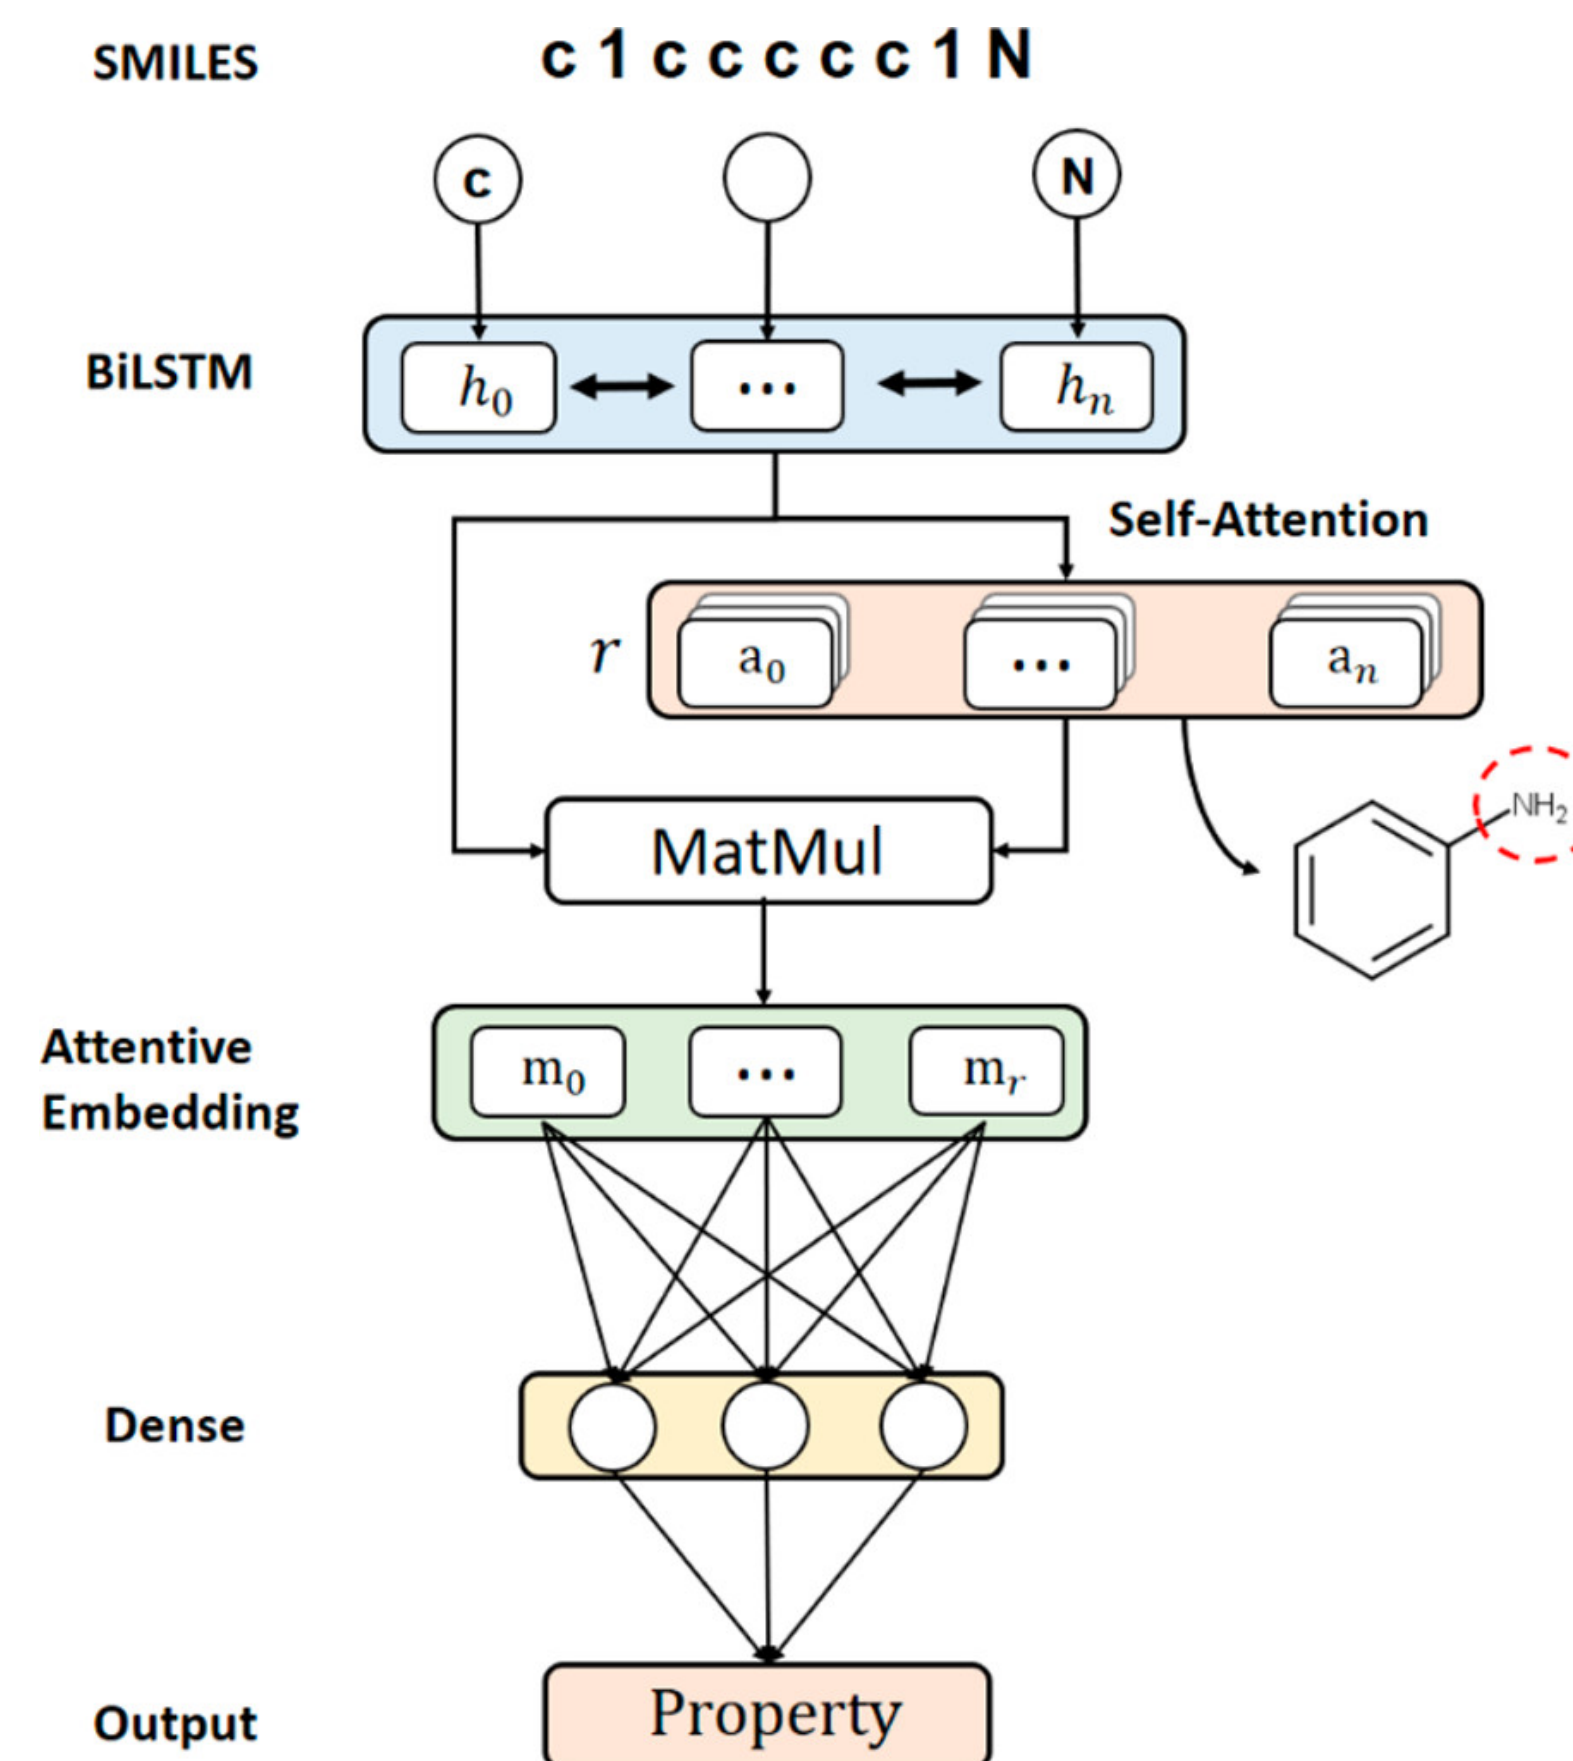 SMILES c 1 c c c c c 1 N
c N
BiLSTM h₀ ... hₙ
Self-Attention
r a₀ ... aₙ
NH₂
MatMul
Attentive
Embedding
m₀ ... mᵣ
Dense
Output Property